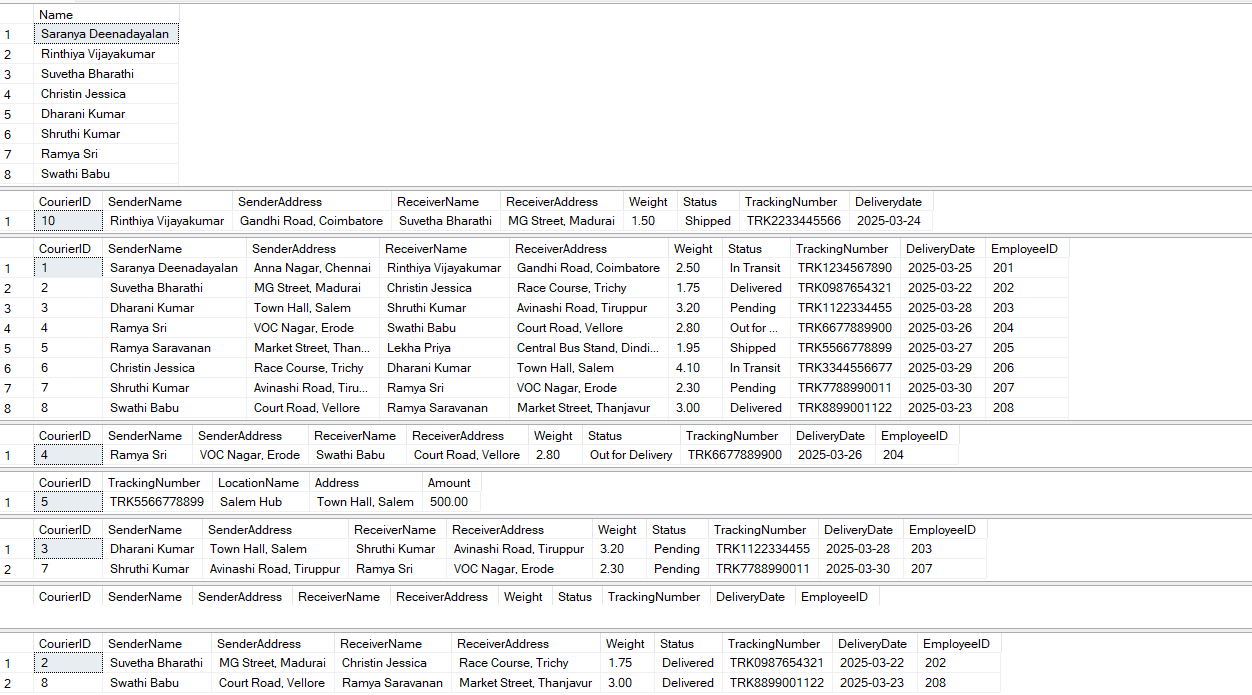 Name
1 Saranya Deenadayalan
2 Rinthiya Vijayakumar
3 Suvetha Bharathi
4 Christin Jessica
5 Dharani Kumar
6 Shruthi Kumar
7 Ramya Sri
8 Swathi Babu
CourierID SenderName SenderAddress ReceiverName ReceiverAddress Weight Status TrackingNumber Deliverydate
1 10 Rinthiya Vijayakumar Gandhi Road, Coimbatore Suvetha Bharathi MG Street, Madurai 1.50 Shipped TRK2233445566 2025-03-24
CourierID SenderName SenderAddress ReceiverName ReceiverAddress Weight Status TrackingNumber DeliveryDate EmployeeID
1 1 Saranya Deenadayalan Anna Nagar, Chennai Rinthiya Vijayakumar Gandhi Road, Coimbatore 2.50 In Transit TRK1234567890 2025-03-25 201
2 2 Suvetha Bharathi MG Street, Madurai Christin Jessica Race Course, Trichy 1.75 Delivered TRK0987654321 2025-03-22 202
3 3 Dharani Kumar Town Hall, Salem Shruthi Kumar Avinashi Road, Tiruppur 3.20 Pending TRK1122334455 2025-03-28 203
4 4 Ramya Sri VOC Nagar, Erode Swathi Babu Court Road, Vellore 2.80 Out for ... TRK6677889900 2025-03-26 204
5 5 Ramya Saravanan Market Street, Than... Lekha Priya Central Bus Stand, Dindi... 1.95 Shipped TRK5566778899 2025-03-27 205
6 6 Christin Jessica Race Course, Trichy Dharani Kumar Town Hall, Salem 4.10 In Transit TRK3344556677 2025-03-29 206
7 7 Shruthi Kumar Avinashi Road, Tiru... Ramya Sri VOC Nagar, Erode 2.30 Pending TRK7788990011 2025-03-30 207
8 8 Swathi Babu Court Road, Vellore Ramya Saravanan Market Street, Thanjavur 3.00 Delivered TRK8899001122 2025-03-23 208
CourierID SenderName SenderAddress ReceiverName ReceiverAddress Weight Status TrackingNumber DeliveryDate EmployeeID
1 4 Ramya Sri VOC Nagar, Erode Swathi Babu Court Road, Vellore 2.80 Out for Delivery TRK6677889900 2025-03-26 204
CourierID TrackingNumber LocationName Address Amount
1 5 TRK5566778899 Salem Hub Town Hall, Salem 500.00
CourierID SenderName SenderAddress ReceiverName ReceiverAddress Weight Status TrackingNumber DeliveryDate EmployeeID
1 3 Dharani Kumar Town Hall, Salem Shruthi Kumar Avinashi Road, Tiruppur 3.20 Pending TRK1122334455 2025-03-28 203
2 7 Shruthi Kumar Avinashi Road, Tiruppur Ramya Sri VOC Nagar, Erode 2.30 Pending TRK7788990011 2025-03-30 207
CourierID SenderName SenderAddress ReceiverName ReceiverAddress Weight Status TrackingNumber DeliveryDate EmployeeID
CourierID SenderName SenderAddress ReceiverName ReceiverAddress Weight Status TrackingNumber DeliveryDate EmployeeID
1 2 Suvetha Bharathi MG Street, Madurai Christin Jessica Race Course, Trichy 1.75 Delivered TRK0987654321 2025-03-22 202
2 8 Swathi Babu Court Road, Vellore Ramya Saravanan Market Street, Thanjavur 3.00 Delivered TRK8899001122 2025-03-23 208